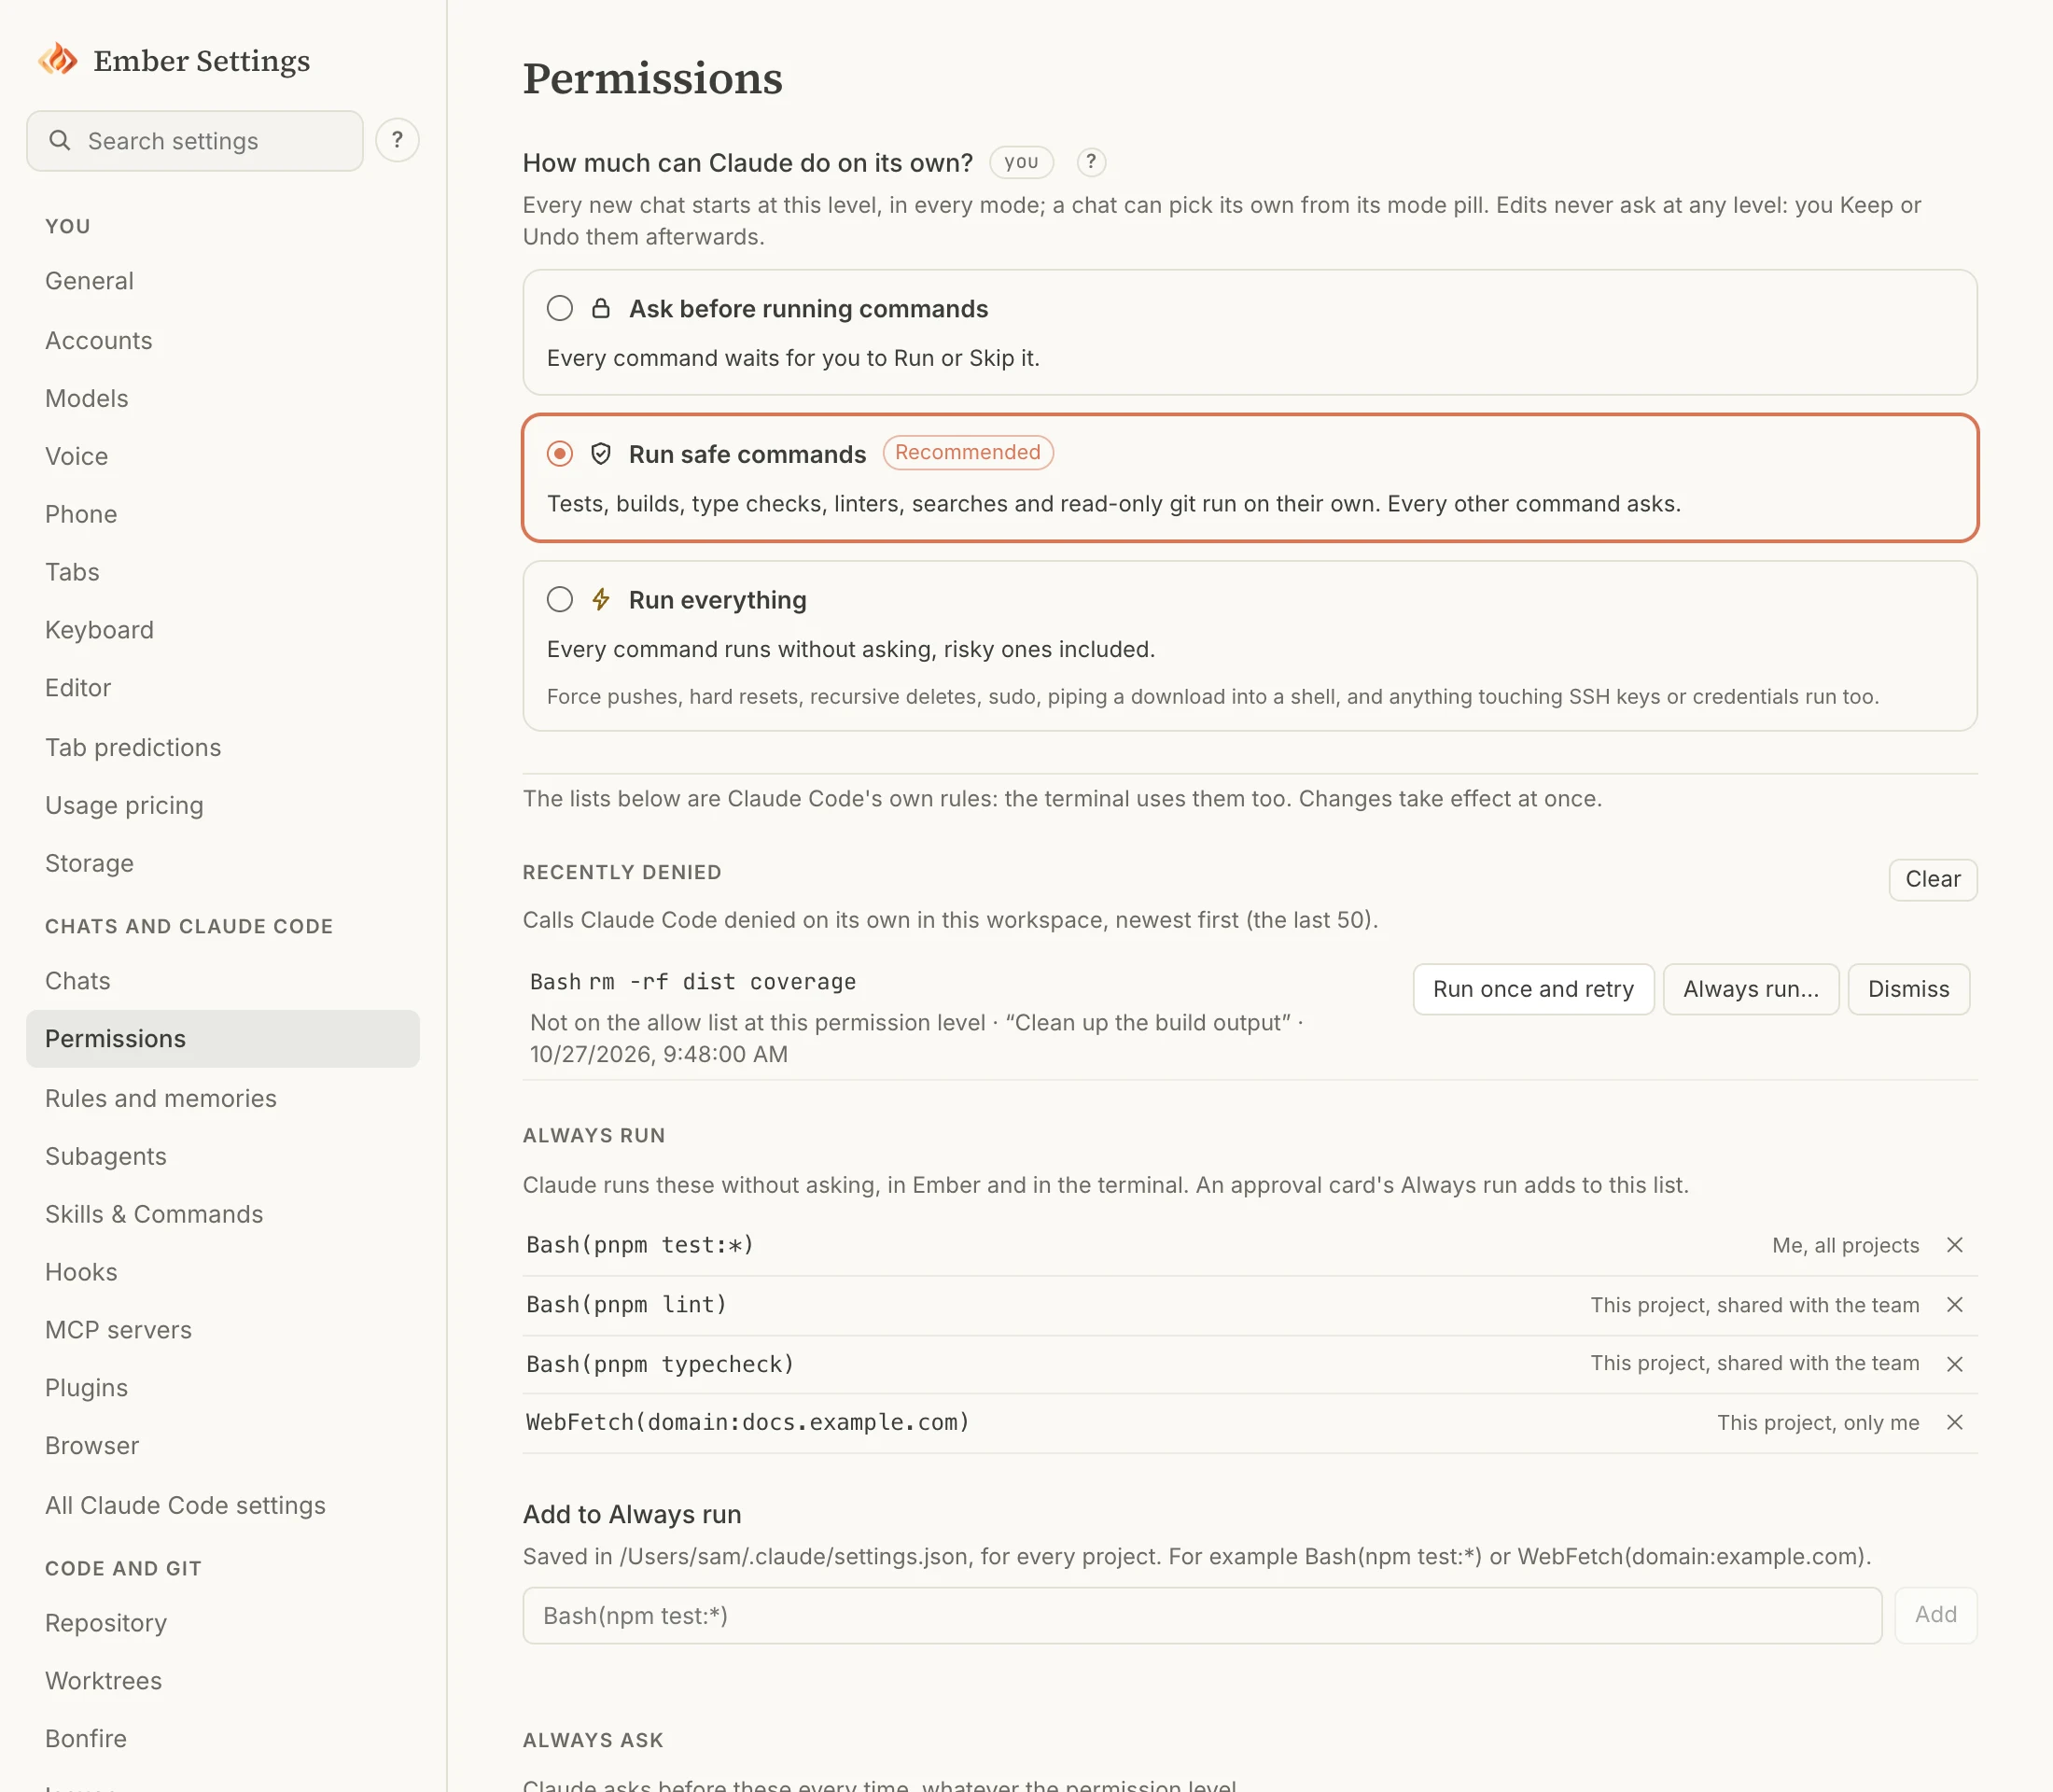 Ember Settings
Search settings
?
YOU
General
Accounts
Models
Voice
Phone
Tabs
Keyboard
Editor
Tab predictions
Usage pricing
Storage
CHATS AND CLAUDE CODE
Chats
Permissions
Rules and memories
Subagents
Skills & Commands
Hooks
MCP servers
Plugins
Browser
All Claude Code settings
CODE AND GIT
Repository
Worktrees
Bonfire
Permissions
How much can Claude do on its own? you ?
Every new chat starts at this level, in every mode; a chat can pick its own from its mode pill. Edits never ask at any level: you Keep or
Undo them afterwards.
Ask before running commands
Every command waits for you to Run or Skip it.
Run safe commands Recommended
Tests, builds, type checks, linters, searches and read-only git run on their own. Every other command asks.
Run everything
Every command runs without asking, risky ones included.
Force pushes, hard resets, recursive deletes, sudo, piping a download into a shell, and anything touching SSH keys or credentials run too.
The lists below are Claude Code's own rules: the terminal uses them too. Changes take effect at once.
RECENTLY DENIED
Clear
Calls Claude Code denied on its own in this workspace, newest first (the last 50).
Bash rm -rf dist coverage
Run once and retry Always run... Dismiss
Not on the allow list at this permission level · “Clean up the build output” ·
10/27/2026, 9:48:00 AM
ALWAYS RUN
Claude runs these without asking, in Ember and in the terminal. An approval card's Always run adds to this list.
Bash(pnpm test:*) Me, all projects
Bash(pnpm lint) This project, shared with the team
Bash(pnpm typecheck) This project, shared with the team
WebFetch(domain:docs.example.com) This project, only me
Add to Always run
Saved in /Users/sam/.claude/settings.json, for every project. For example Bash(npm test:*) or WebFetch(domain:example.com).
Bash(npm test:*) Add
ALWAYS ASK
Claude asks before these every time, whatever the permission level.